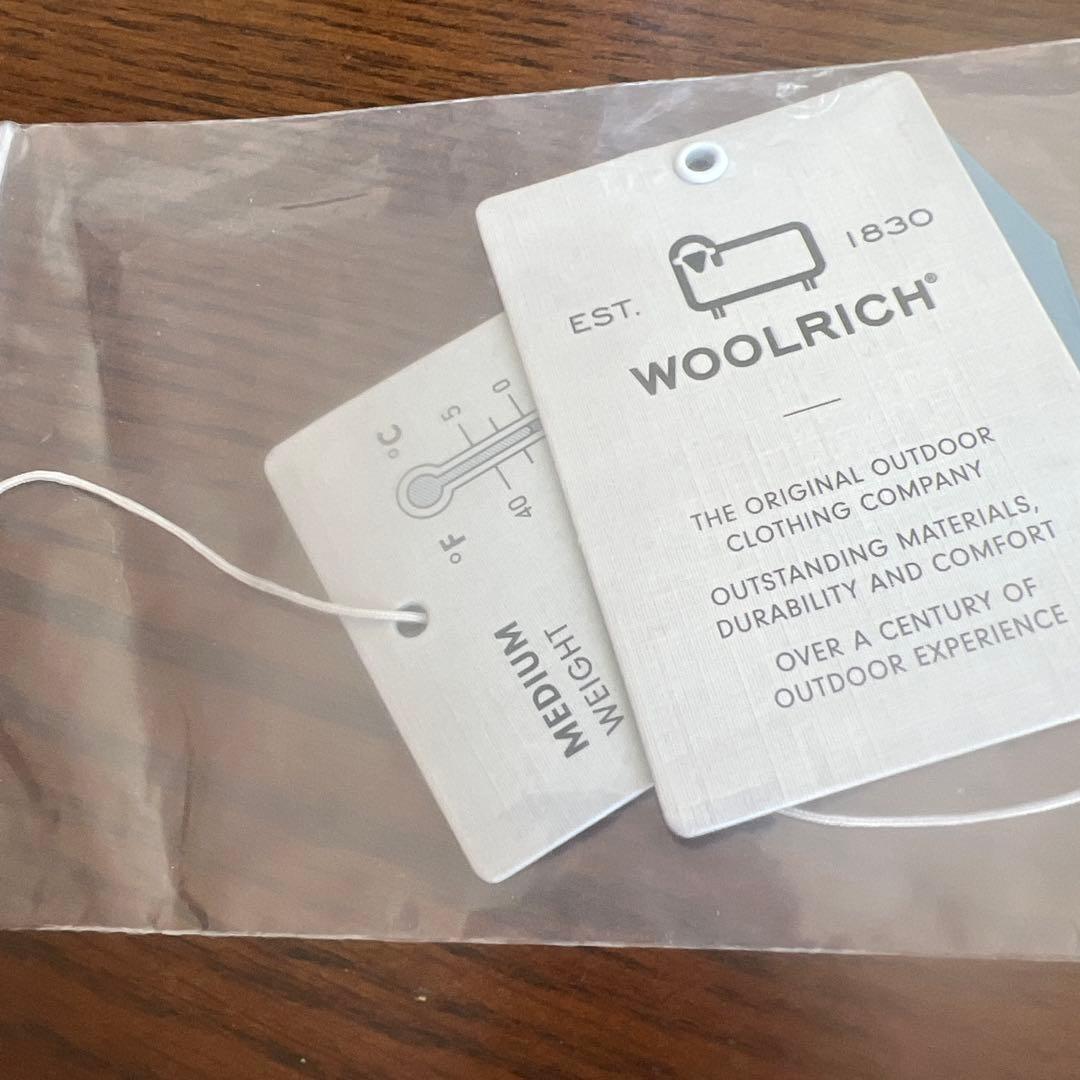 EST.
1830
WOOLRICH®
THE ORIGINAL OUTDOOR
CLOTHING COMPANY
OUTSTANDING MATERIALS,
DURABILITY AND COMFORT
OVER A CENTURY OF
OUTDOOR EXPERIENCE
°C
5
0
40
°F
MEDIUM
WEIGHT